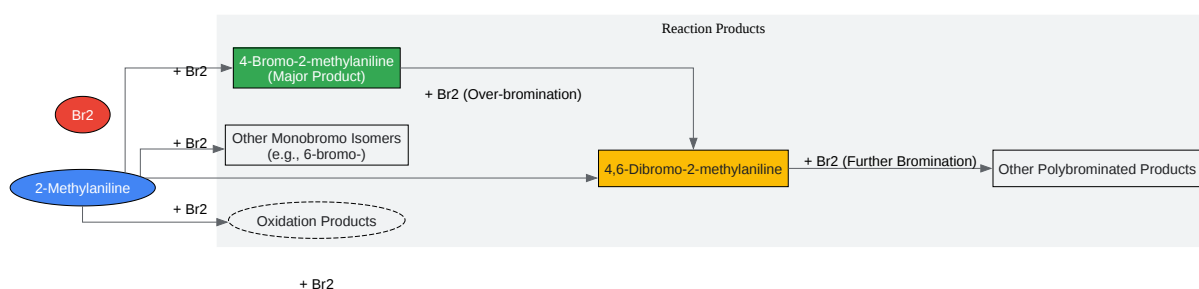 Reaction Products
4-Bromo-2-methylaniline
(Major Product)
+ Br2
+ Br2 (Over-bromination)
Br2
Other Monobromo Isomers
(e.g., 6-bromo-)
+ Br2
2-Methylaniline
4,6-Dibromo-2-methylaniline
+ Br2 (Further Bromination)
Other Polybrominated Products
+ Br2
Oxidation Products
+ Br2